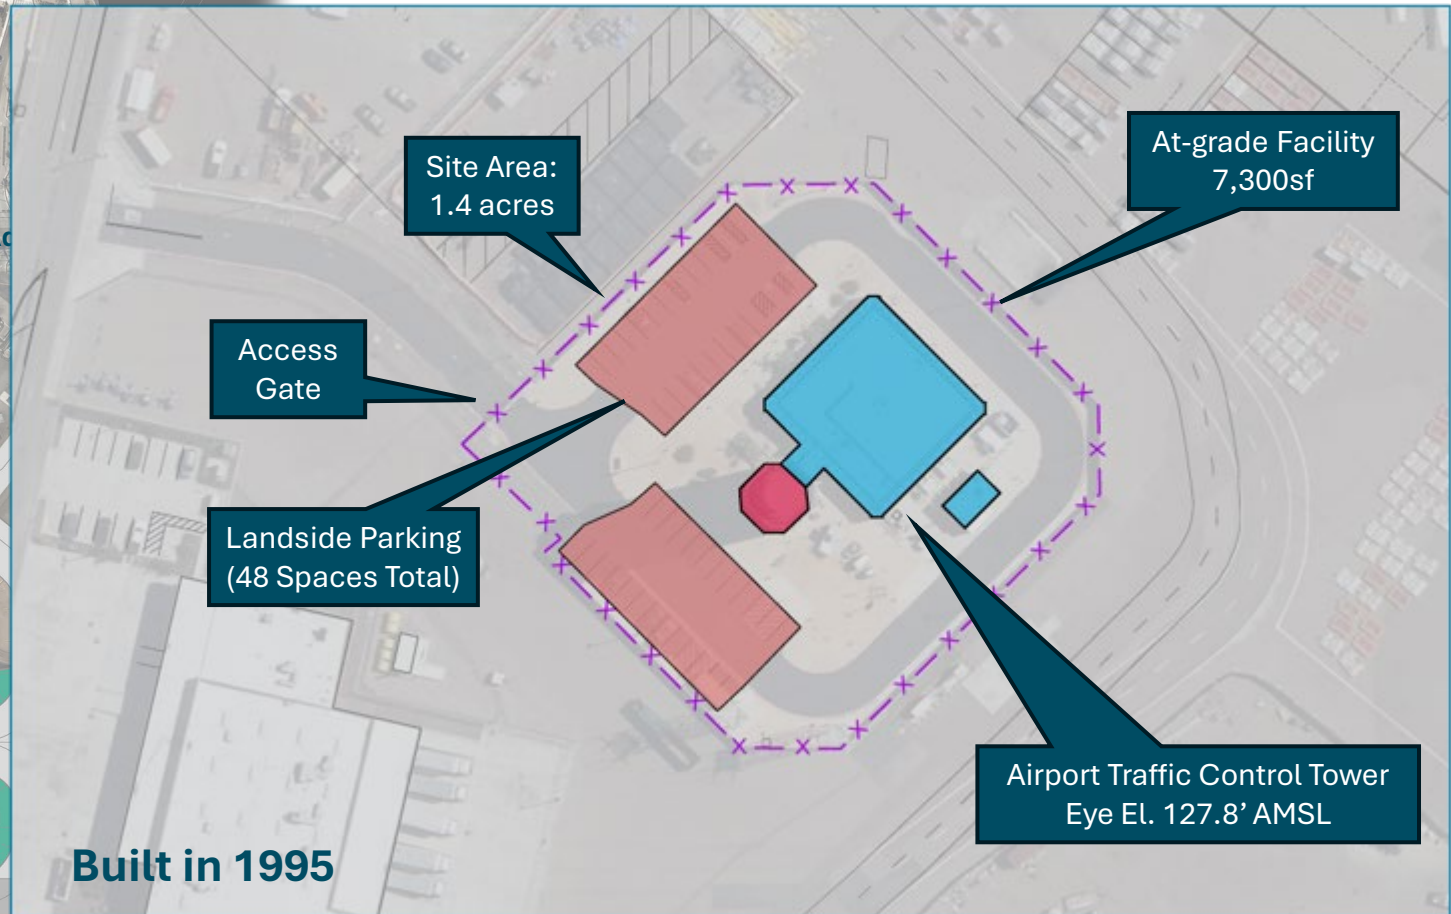 At-grade Facility
7,300sf
Site Area:
1.4 acres
Access
Gate
Landside Parking
(48 Spaces Total)
Airport Traffic Control Tower
Eye El. 127.8’ AMSL
Built in 1995